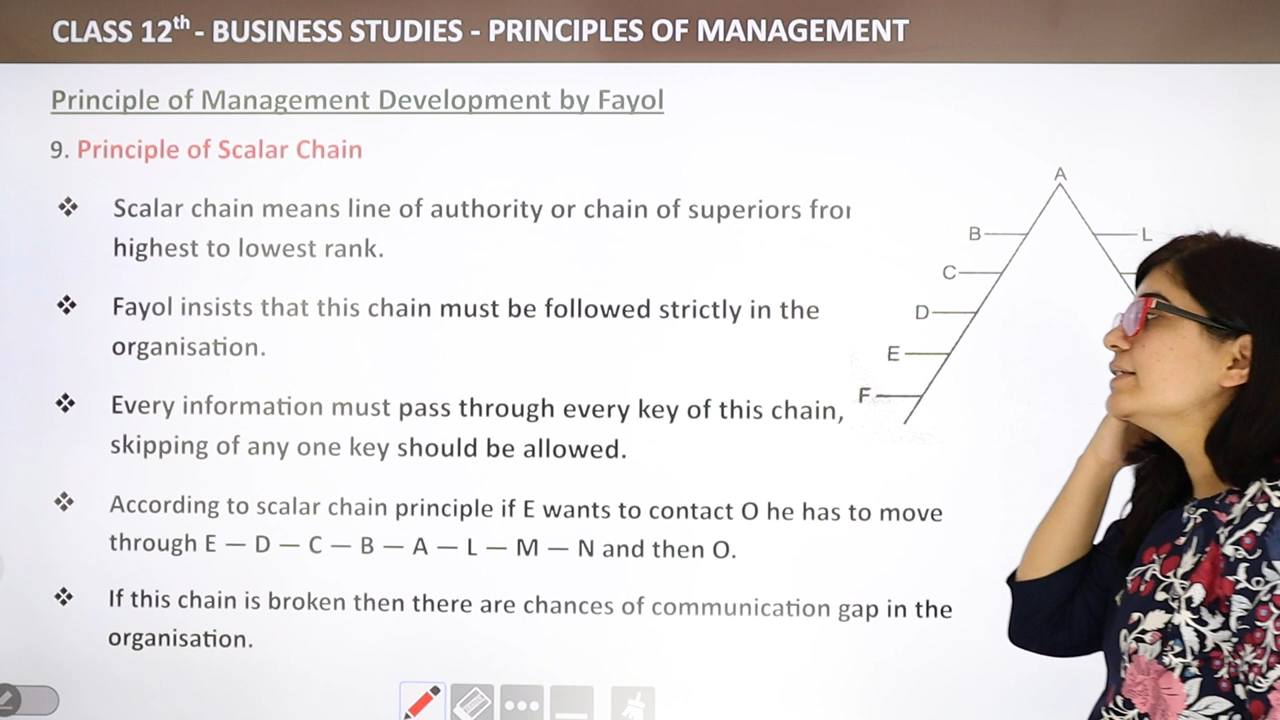 CLASS 12th - BUSINESS STUDIES - PRINCIPLES OF MANAGEMENT
Principle of Management Development by Fayol
9. Principle of Scalar Chain
❖ Scalar chain means line of authority or chain of superiors
highest to lowest rank.
❖ Fayol insists that this chain must be followed strictly in the
organisation.
❖ Every information must pass through every key of this chain,
skipping of any one key should be allowed.
❖ According to scalar chain principle if E wants to contact O he has to move
through E — D — C — B — A — L — M — N and then O.
❖ If this chain is broken then there are chances of communication gap in the
organisation.
A
B L
C
D
E
F